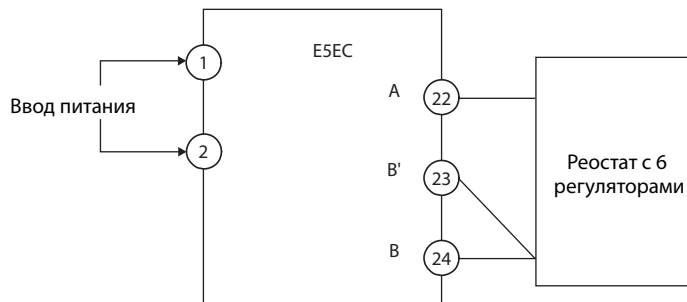 E5EC
1
Ввод питания
2
A
22
B'
23
B
24
Реостат с 6
регуляторами